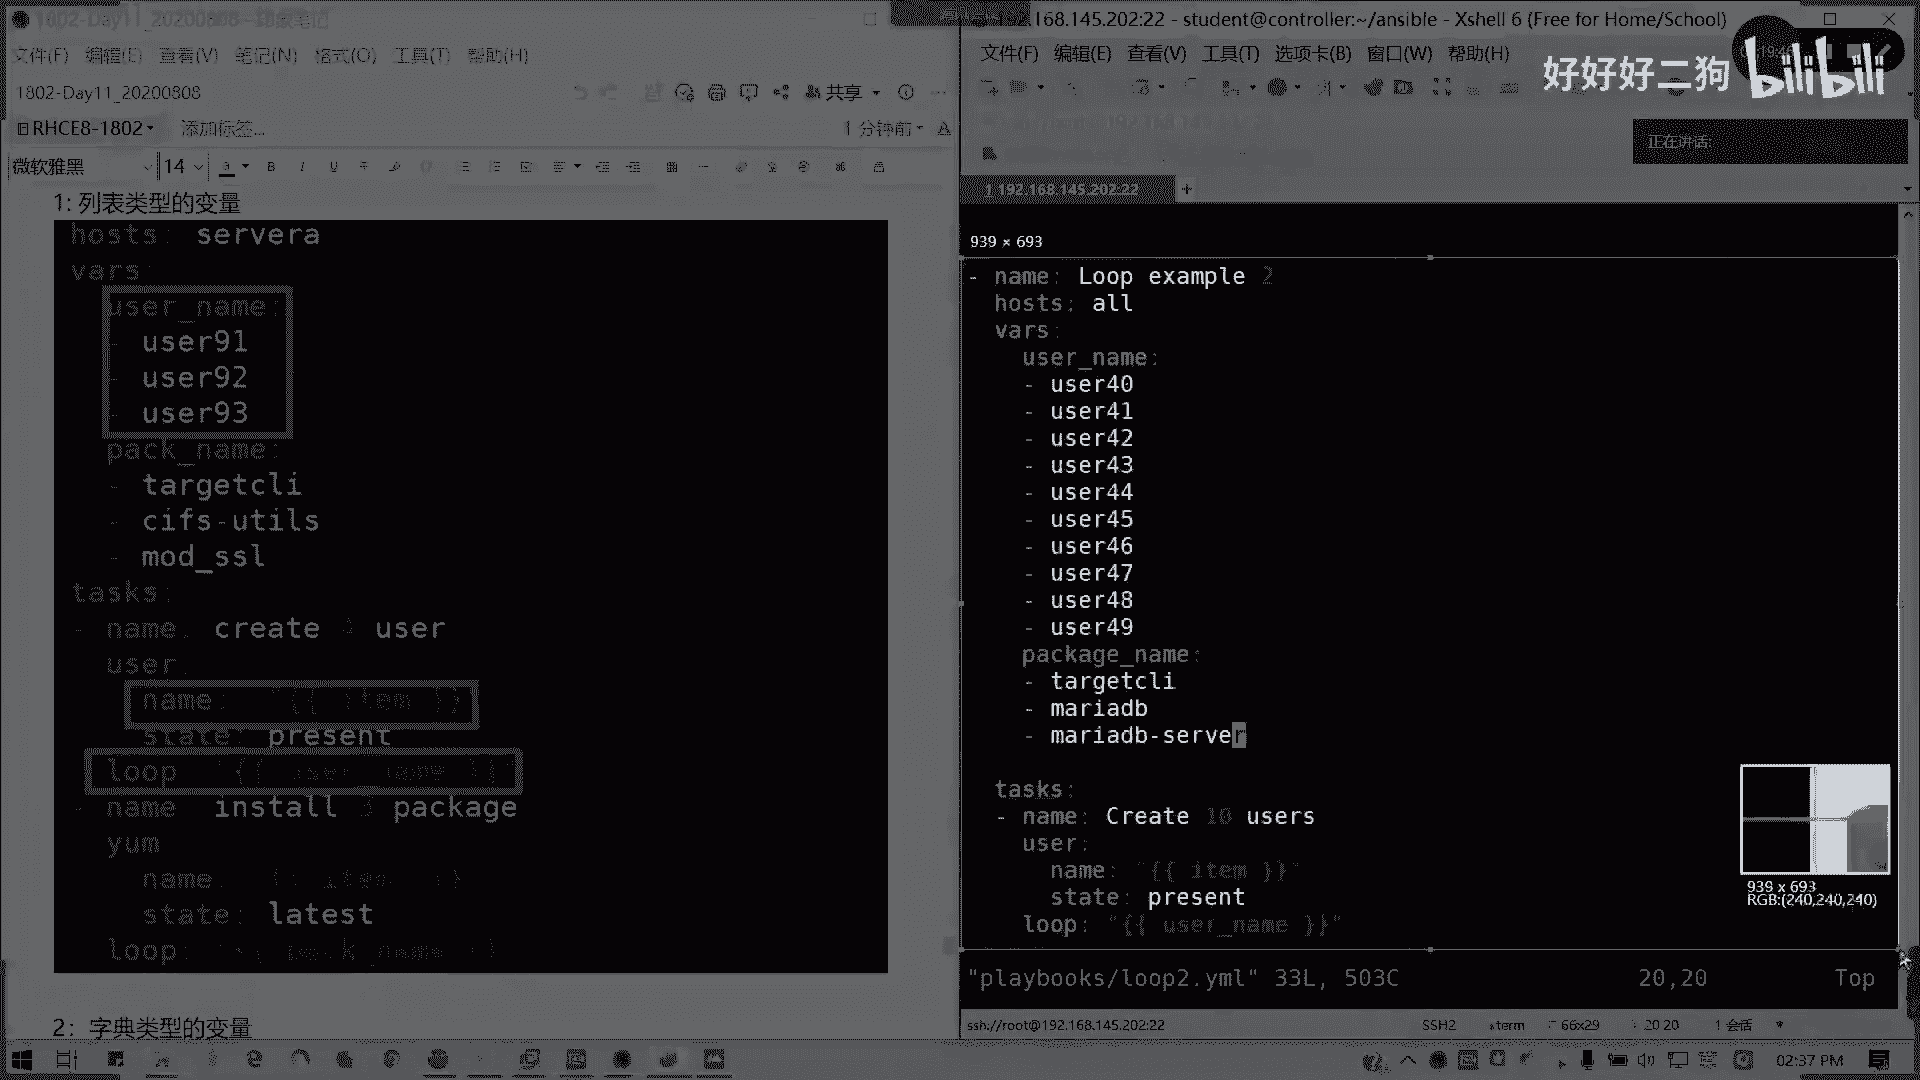 1802-Day11_20200808
文件(F) 编辑(E) 查看(V) 笔记(N) 格式(O) 工具(T) 帮助(H)
1802-Day11_20200808
共享
RHCE8-1802
添加标签...
1 分钟前
微软雅黑
14
1: 列表类型的变量
hosts: servera
vars:
user_name:
- user91
- user92
- user93
pack_name:
- targetcli
- cifs-utils
- mod_ssl
tasks:
- name: create 3 user
user:
name: "{{ item }}
state: present
loop "{{ user_name }}"
- name install 3 package
yum
name: {{ item }}
state: latest
loop: "{{ pack_name }}
2: 字典类型的变量
.168.145.202:22 - student@controller:~/ansible - Xshell 6 (Free for Home/School)
文件(F) 编辑(E) 查看(V) 工具(T) 选项卡(B) 窗口(W) 帮助(H)
好好好二狗 bilibili
正在讲话:
1 192.168.145.202:22
939 × 693
- name: Loop example 2
hosts: all
vars:
user_name:
- user40
- user41
- user42
- user43
- user44
- user45
- user46
- user47
- user48
- user49
package_name:
- targetcli
- mariadb
- mariadb-server
tasks:
- name: Create 10 users
user:
name: "{{ item }}"
state: present
loop: "{{ user_name }}"
939 x 693
RGB:(240,240,240)
"playbooks/loop2.yml" 33L, 503C 20,20 Top
ssh://root@192.168.145.202:22 SSH2 xterm 66x29 20,20 1 会话
02:37 PM